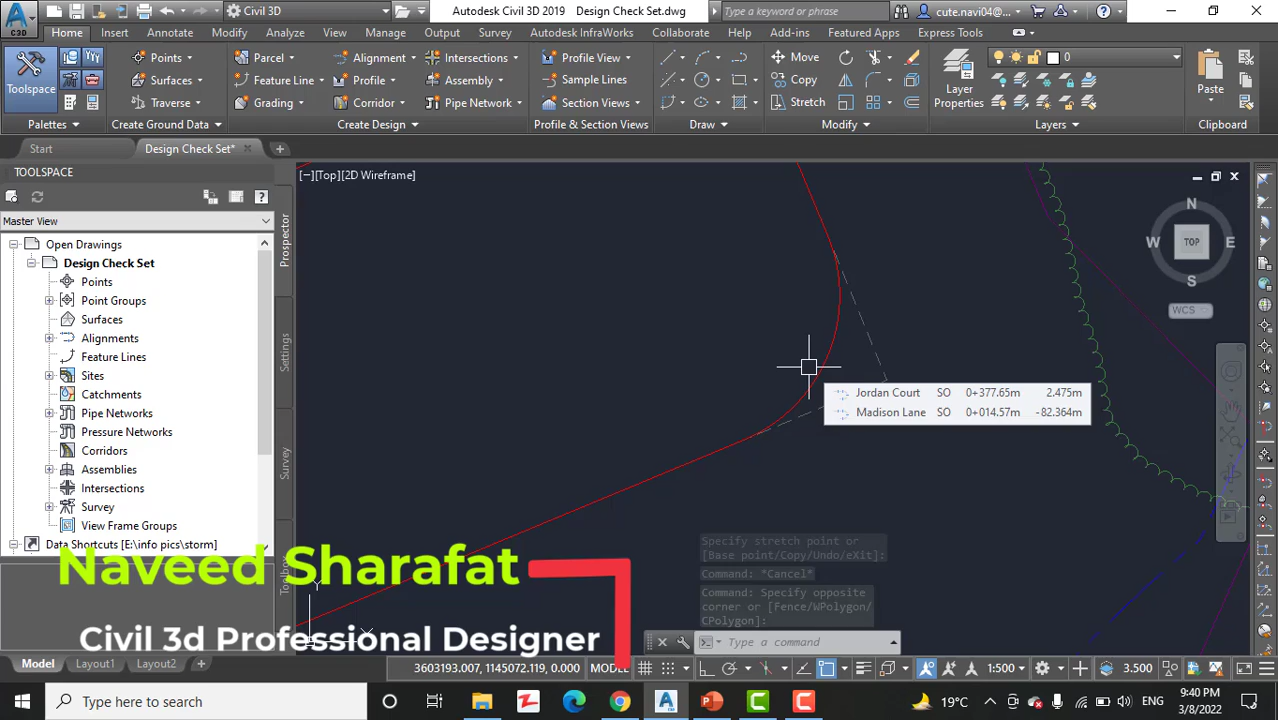 Civil 3D
Autodesk Civil 3D 2019 Design Check Set.dwg
Type a keyword or phrase
cute.navi04@...
C3D
Home Insert Annotate Modify Analyze View Manage Output Survey Autodesk InfraWorks Collaborate Help Add-ins Featured Apps Express Tools
Toolspace
Palettes
Points
Surfaces
Traverse
Create Ground Data
Parcel
Feature Line
Grading
Alignment
Profile
Corridor
Intersections
Assembly
Pipe Network
Create Design
Profile View
Sample Lines
Section Views
Profile & Section Views
Draw
Move
Copy
Stretch
Modify
Layer
Properties
0
Layers
Paste
Clipboard
Start
Design Check Set*
TOOLSPACE
Master View
Open Drawings
Design Check Set
Points
Point Groups
Surfaces
Alignments
Feature Lines
Sites
Catchments
Pipe Networks
Pressure Networks
Corridors
Assemblies
Intersections
Survey
View Frame Groups
Data Shortcuts [E:\info pics\storm]
Prospector
Settings
Survey
Toolbox
[−][Top][2D Wireframe]
N
W TOP E
S
WCS
Jordan Court SO 0+377.65m 2.475m
Madison Lane SO 0+014.57m -82.364m
Specify stretch point or
[Base point/Copy/Undo/eXit]:
Command: *Cancel*
Command: Specify opposite
corner or [Fence/WPolygon/
CPolygon]:
Type a command
Y
X
Naveed Sharafat
Civil 3d Professional Designer
Model Layout1 Layout2
3603193.007, 1145072.119, 0.000 MODEL
1:500
3.500
Type here to search
19°C
ENG
9:40 PM
3/8/2022